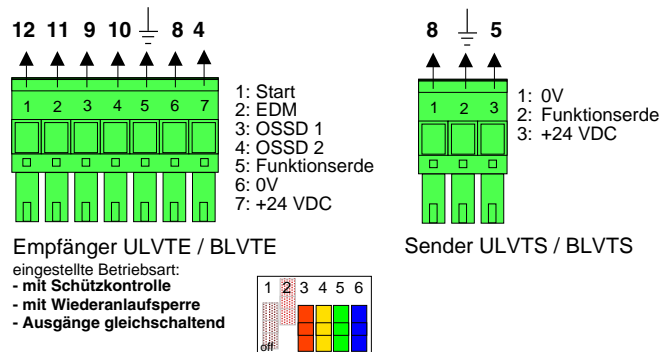 12 11 9 10 8 4
1 2 3 4 5 6 7
1: Start
2: EDM
3: OSSD 1
4: OSSD 2
5: Funktionserde
6: 0V
7: +24 VDC
Empfänger ULVTE / BLVTE
eingestellte Betriebsart:
- mit Schützkontrolle
- mit Wiederanlaufsperre
- Ausgänge gleichschaltend
1 2 3 4 5 6
off
8 5
1 2 3
1: 0V
2: Funktionserde
3: +24 VDC
Sender ULVTS / BLVTS